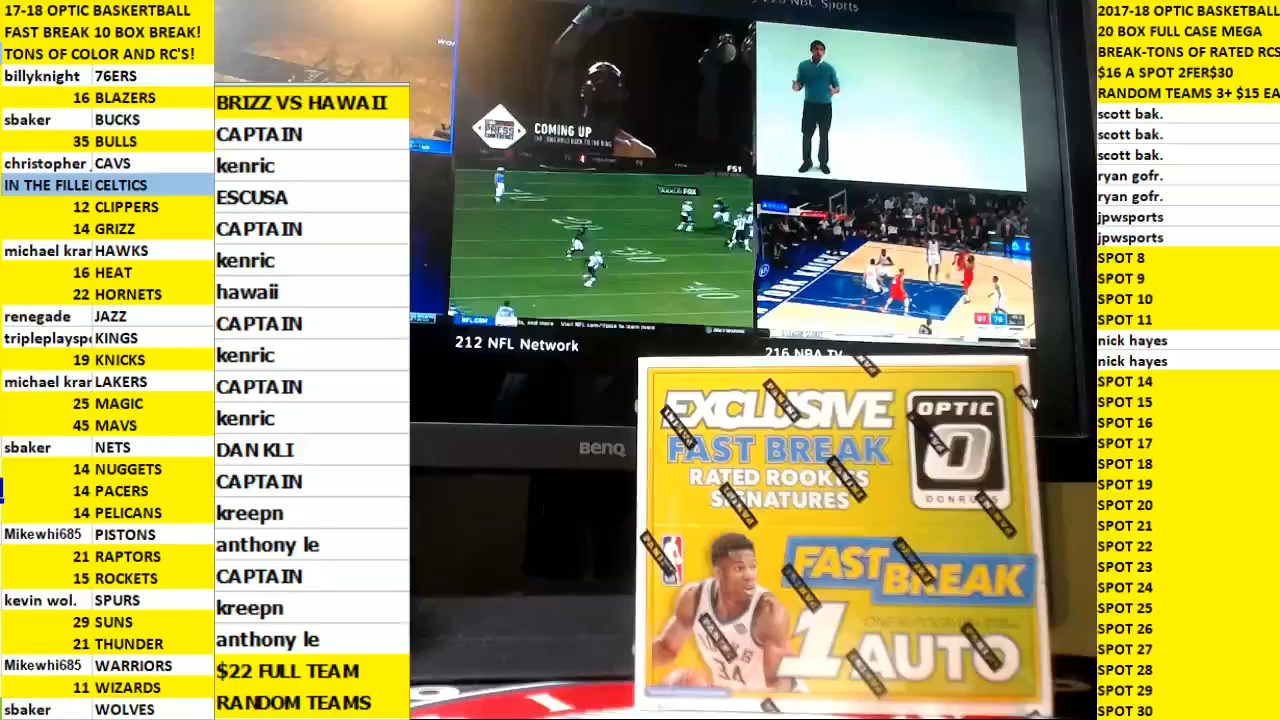 17-18 OPTIC BASKERTBALL
FAST BREAK 10 BOX BREAK!
TONS OF COLOR AND RC'S!
billyknight 76ERS
16 BLAZERS
sbaker BUCKS
35 BULLS
christopher CAVS
IN THE FILLE CELTICS
12 CLIPPERS
14 GRIZZ
michael krar HAWKS
16 HEAT
22 HORNETS
renegade JAZZ
tripleplayspo KINGS
19 KNICKS
michael krar LAKERS
25 MAGIC
45 MAVS
sbaker NETS
14 NUGGETS
14 PACERS
14 PELICANS
Mikewhi685 PISTONS
21 RAPTORS
15 ROCKETS
kevin wol. SPURS
29 SUNS
21 THUNDER
Mikewhi685 WARRIORS
11 WIZARDS
sbaker WOLVES
BRIZZ VS HAWAII
CAPTAIN
kenric
ESCUSA
CAPTAIN
kenric
hawaii
CAPTAIN
kenric
CAPTAIN
kenric
DAN KLI
CAPTAIN
kreepn
anthony le
CAPTAIN
kreepn
anthony le
$22 FULL TEAM
RANDOM TEAMS
NBC Sports
COMING UP
FS1
212 NFL Network
216 NBA TV
BenQ
EXCLUSIVE
FAST BREAK
RATED ROOKIES
SIGNATURES
OPTIC
DONRUSS
FAST BREAK
1 AUTO
2017-18 OPTIC BASKETBALL
20 BOX FULL CASE MEGA
BREAK-TONS OF RATED RCS
$16 A SPOT 2FER$30
RANDOM TEAMS 3+ $15 EA
scott bak.
scott bak.
scott bak.
ryan gofr.
ryan gofr.
jpwsports
jpwsports
SPOT 8
SPOT 9
SPOT 10
SPOT 11
nick hayes
nick hayes
SPOT 14
SPOT 15
SPOT 16
SPOT 17
SPOT 18
SPOT 19
SPOT 20
SPOT 21
SPOT 22
SPOT 23
SPOT 24
SPOT 25
SPOT 26
SPOT 27
SPOT 28
SPOT 29
SPOT 30